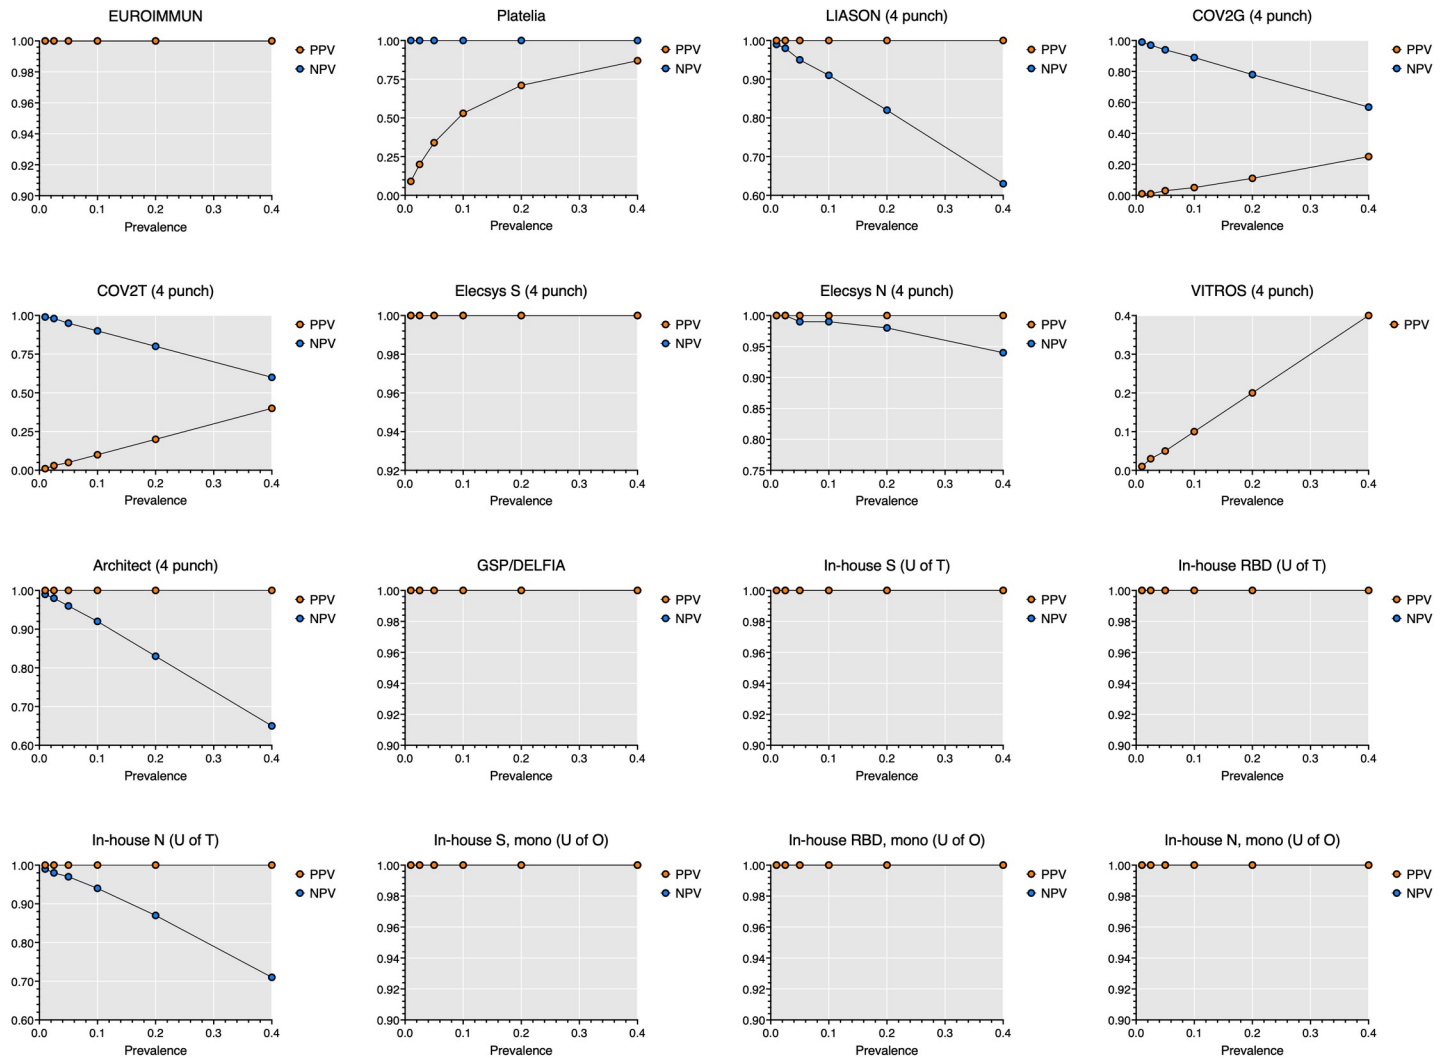 EUROIMMUN
1.00
0.98
0.96
0.94
0.92
0.90
0.0 0.1 0.2 0.3 0.4
Prevalence
PPV
NPV
Platelia
1.00
0.75
0.50
0.25
0.00
0.0 0.1 0.2 0.3 0.4
Prevalence
PPV
NPV
LIASON (4 punch)
1.00
0.90
0.80
0.70
0.60
0.0 0.1 0.2 0.3 0.4
Prevalence
PPV
NPV
COV2G (4 punch)
1.00
0.80
0.60
0.40
0.20
0.00
0.0 0.1 0.2 0.3 0.4
Prevalence
PPV
NPV
COV2T (4 punch)
1.00
0.75
0.50
0.25
0.00
0.0 0.1 0.2 0.3 0.4
Prevalence
PPV
NPV
Elecsys S (4 punch)
1.00
0.98
0.96
0.94
0.92
0.0 0.1 0.2 0.3 0.4
Prevalence
PPV
NPV
Elecsys N (4 punch)
1.00
0.95
0.90
0.85
0.80
0.75
0.0 0.1 0.2 0.3 0.4
Prevalence
PPV
NPV
VITROS (4 punch)
0.4
0.3
0.2
0.1
0.0
0.0 0.1 0.2 0.3 0.4
Prevalence
PPV
Architect (4 punch)
1.00
0.90
0.80
0.70
0.60
0.0 0.1 0.2 0.3 0.4
Prevalence
PPV
NPV
GSP/DELFIA
1.00
0.98
0.96
0.94
0.92
0.90
0.0 0.1 0.2 0.3 0.4
Prevalence
PPV
NPV
In-house S (U of T)
1.00
0.98
0.96
0.94
0.92
0.90
0.0 0.1 0.2 0.3 0.4
Prevalence
PPV
NPV
In-house RBD (U of T)
1.00
0.98
0.96
0.94
0.92
0.90
0.0 0.1 0.2 0.3 0.4
Prevalence
PPV
NPV
In-house N (U of T)
1.00
0.90
0.80
0.70
0.60
0.0 0.1 0.2 0.3 0.4
Prevalence
PPV
NPV
In-house S, mono (U of O)
1.00
0.98
0.96
0.94
0.92
0.90
0.0 0.1 0.2 0.3 0.4
Prevalence
PPV
NPV
In-house RBD, mono (U of O)
1.00
0.98
0.96
0.94
0.92
0.90
0.0 0.1 0.2 0.3 0.4
Prevalence
PPV
NPV
In-house N, mono (U of O)
1.00
0.98
0.96
0.94
0.92
0.90
0.0 0.1 0.2 0.3 0.4
Prevalence
PPV
NPV